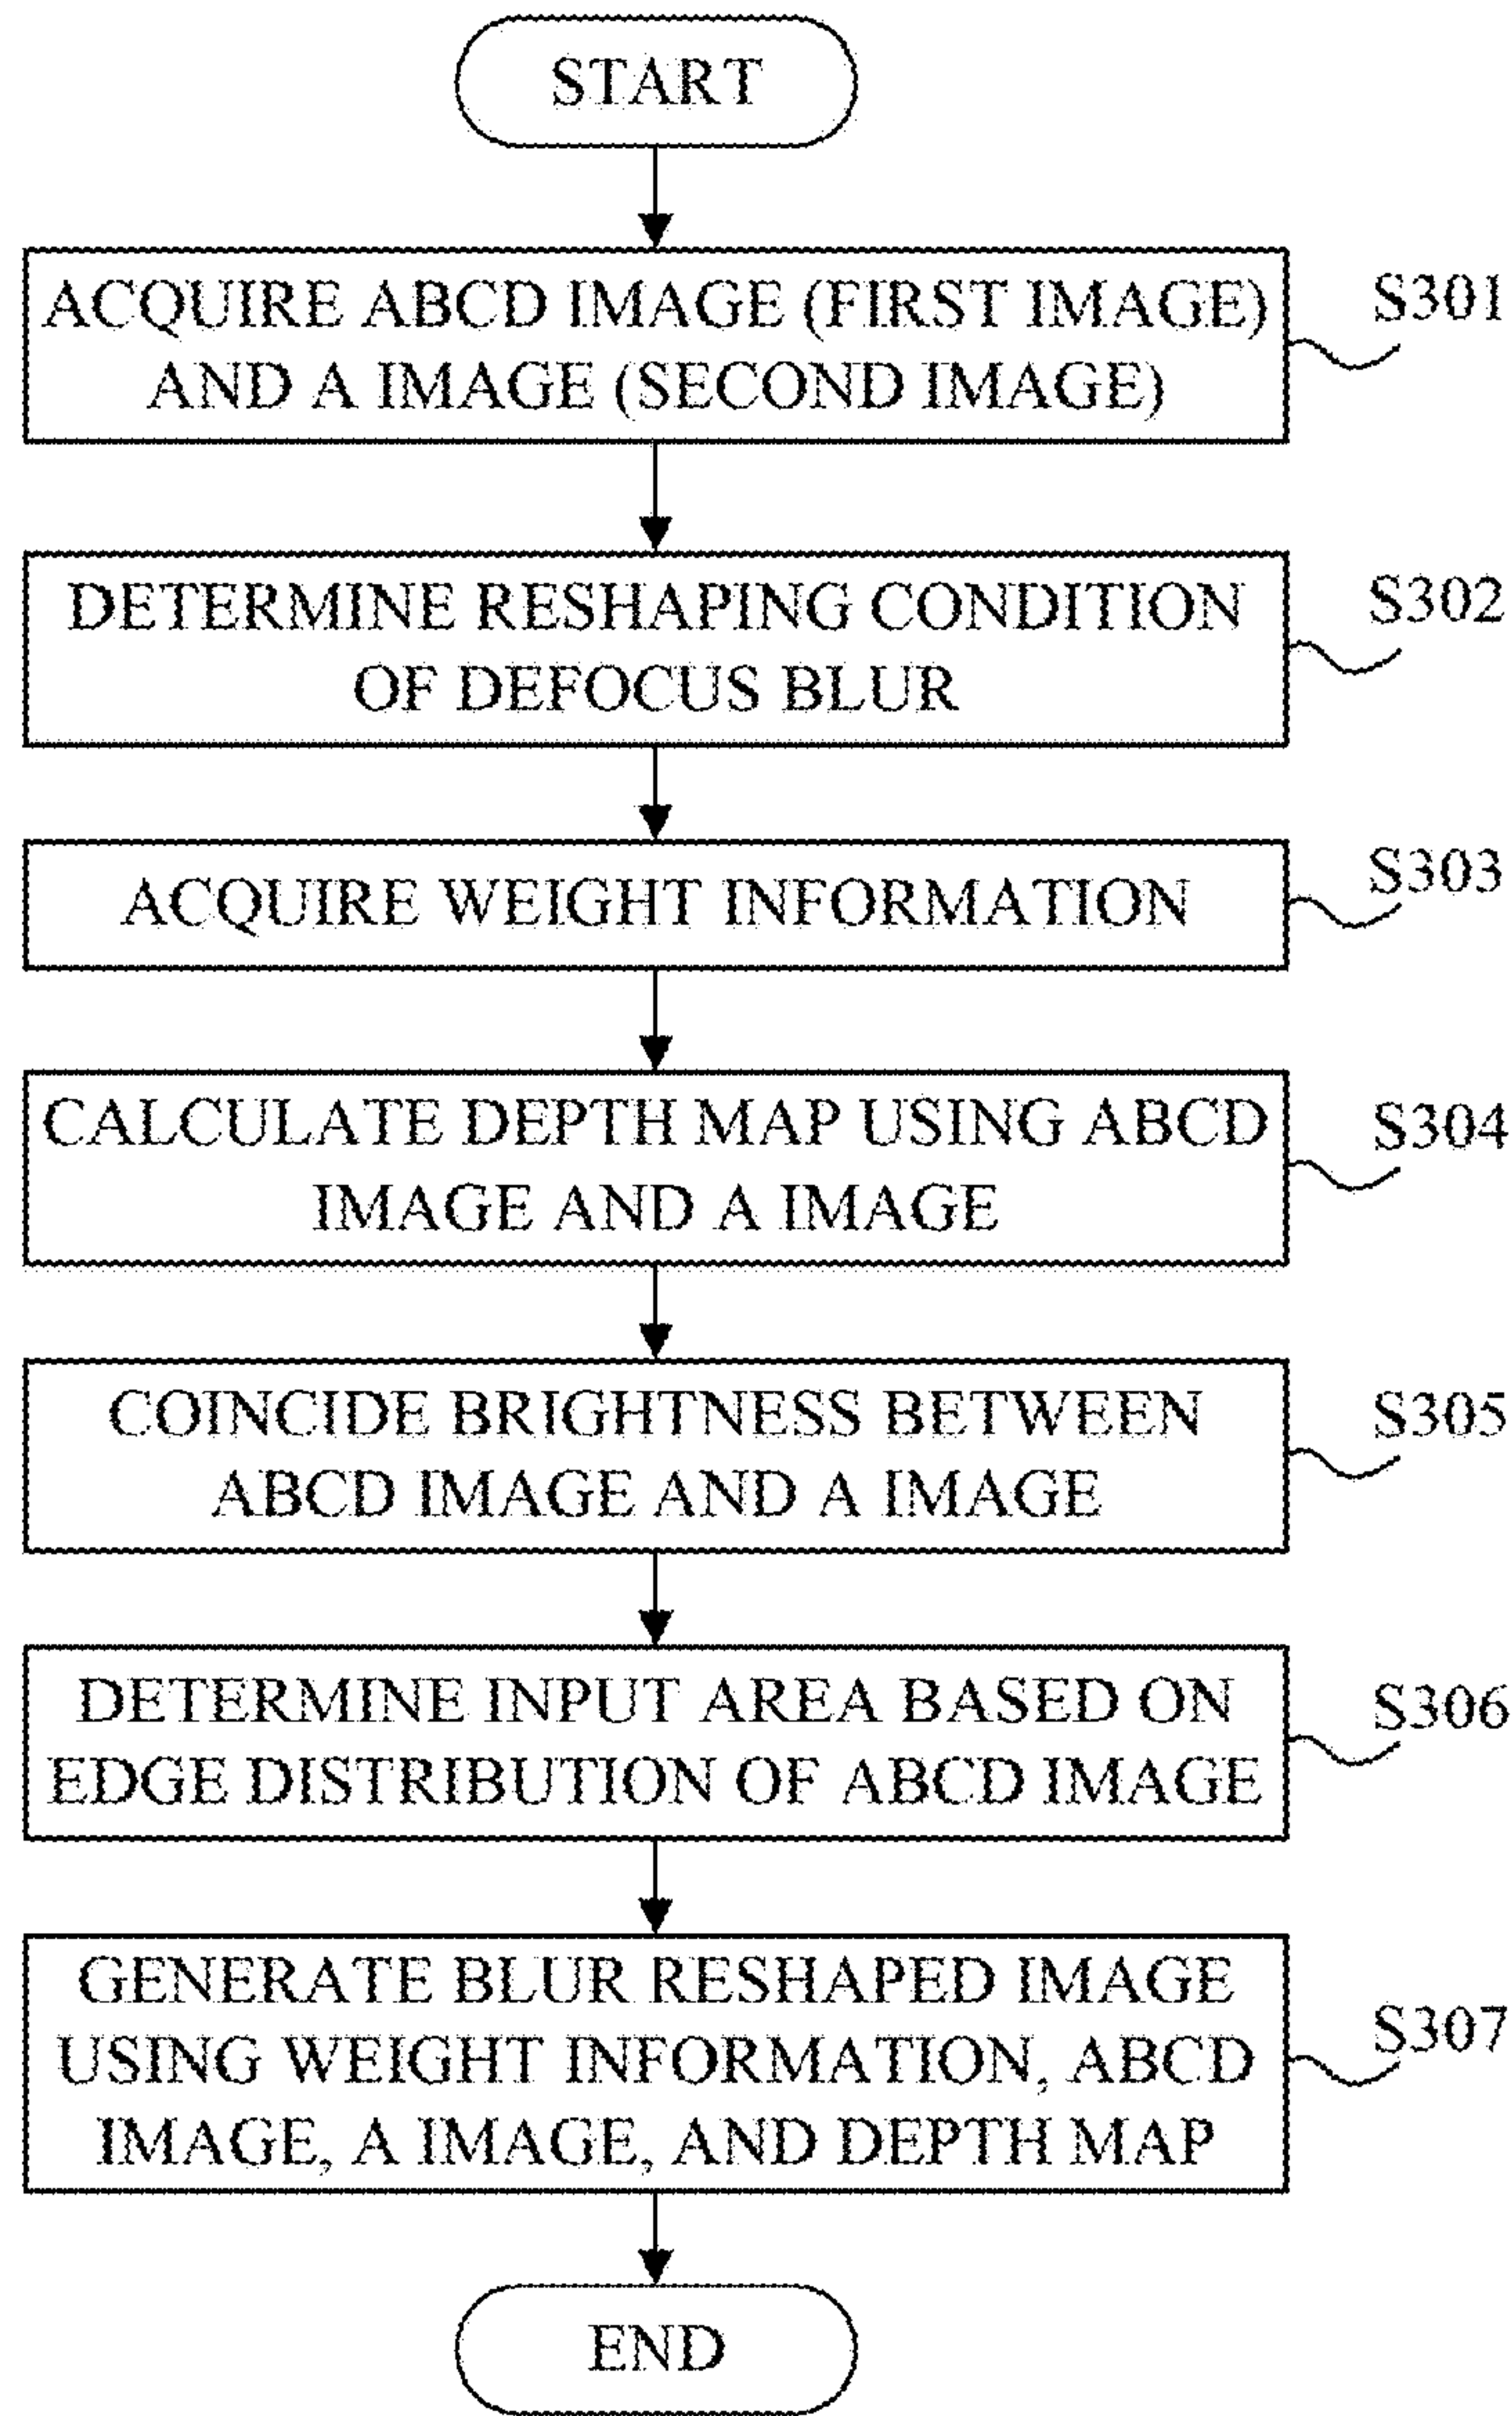 START
ACQUIRE ABCD IMAGE (FIRST IMAGE)
AND A IMAGE (SECOND IMAGE)
S301
DETERMINE RESHAPING CONDITION
OF DEFOCUS BLUR
S302
ACQUIRE WEIGHT INFORMATION
S303
CALCULATE DEPTH MAP USING ABCD
IMAGE AND A IMAGE
S304
COINCIDE BRIGHTNESS BETWEEN
ABCD IMAGE AND A IMAGE
S305
DETERMINE INPUT AREA BASED ON
EDGE DISTRIBUTION OF ABCD IMAGE
S306
GENERATE BLUR RESHAPED IMAGE
USING WEIGHT INFORMATION, ABCD
IMAGE, A IMAGE, AND DEPTH MAP
S307
END